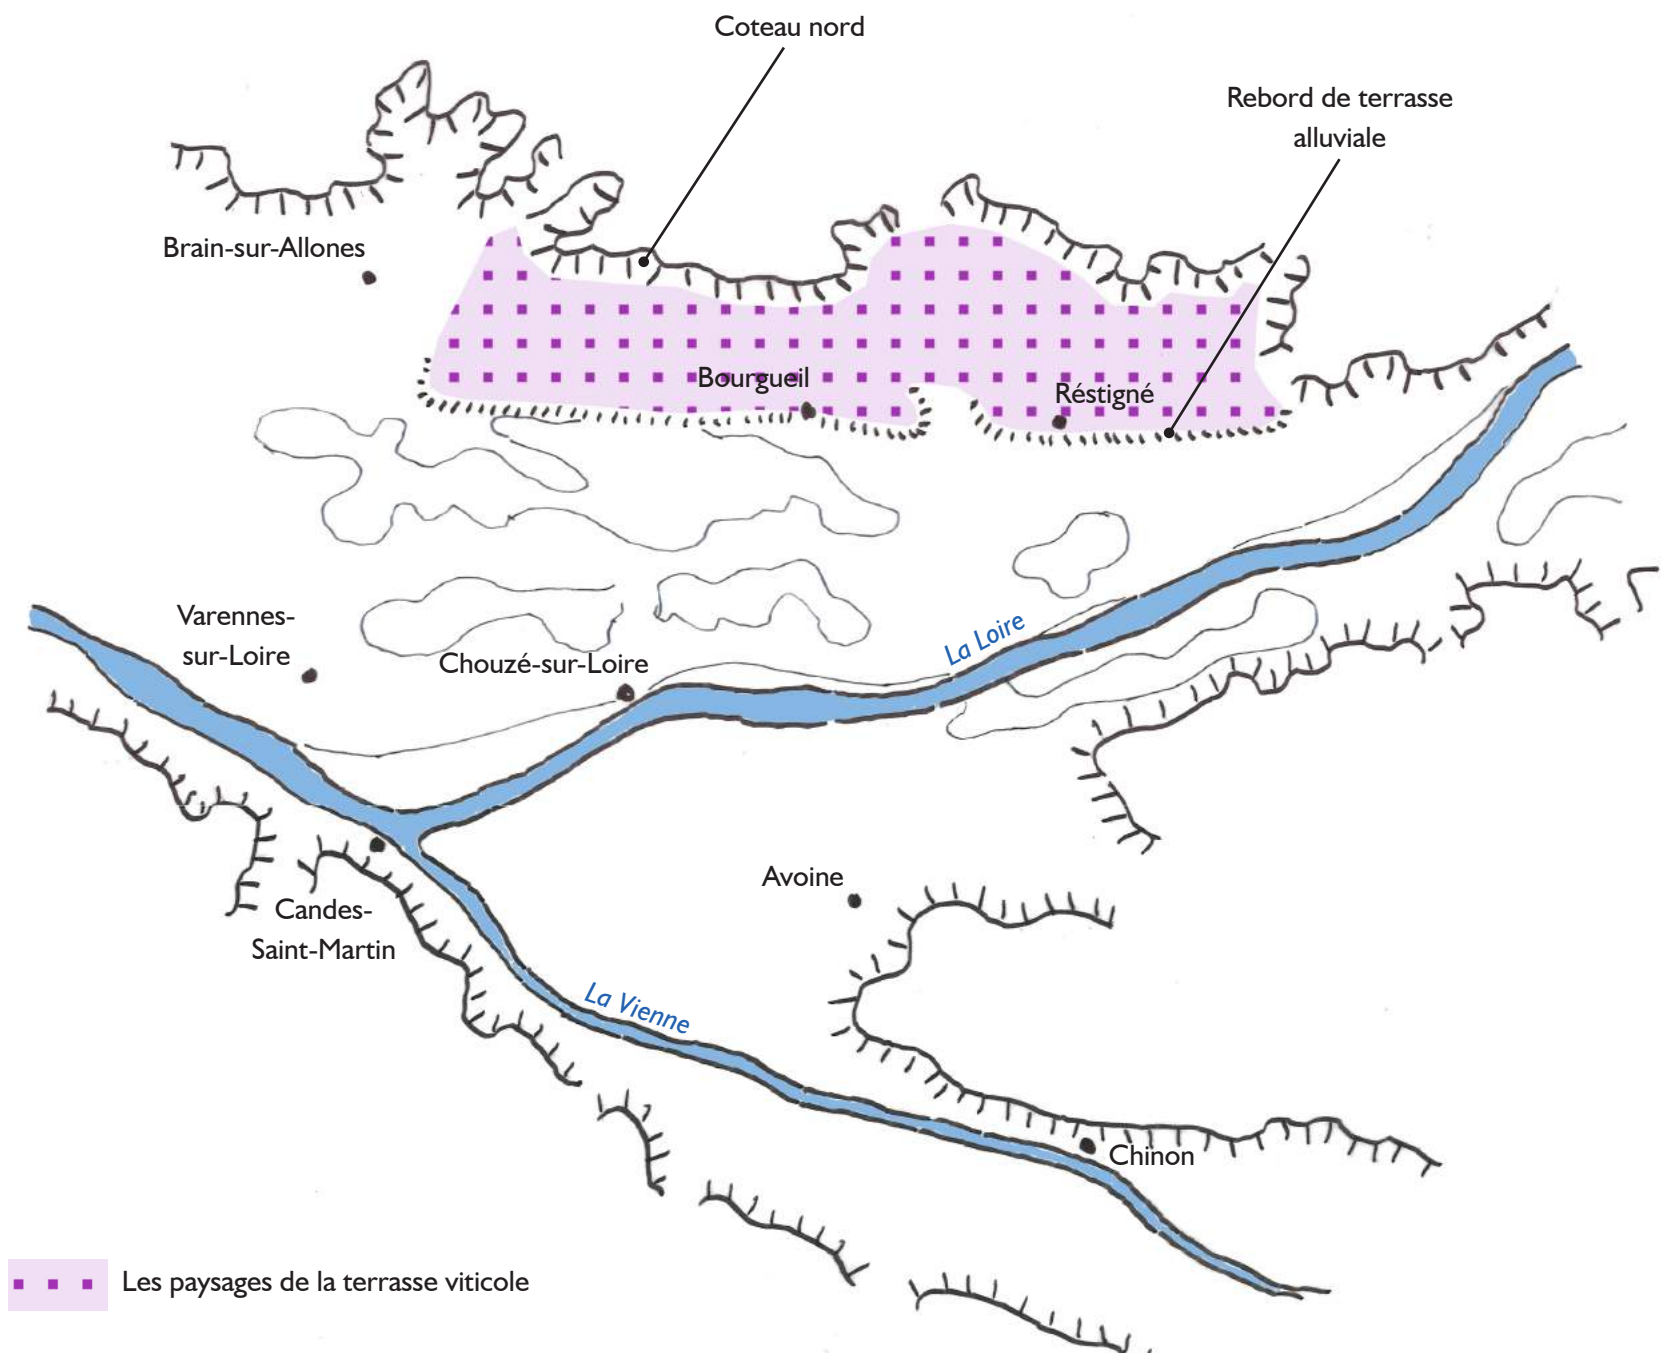 Coteau nord
Rebord de terrasse
alluviale
Brain-sur-Allones
Bourgueil
Réstigné
Varennes-
sur-Loire
Chouzé-sur-Loire
La Loire
Avoine
Candes-
Saint-Martin
La Vienne
Chinon
Les paysages de la terrasse viticole